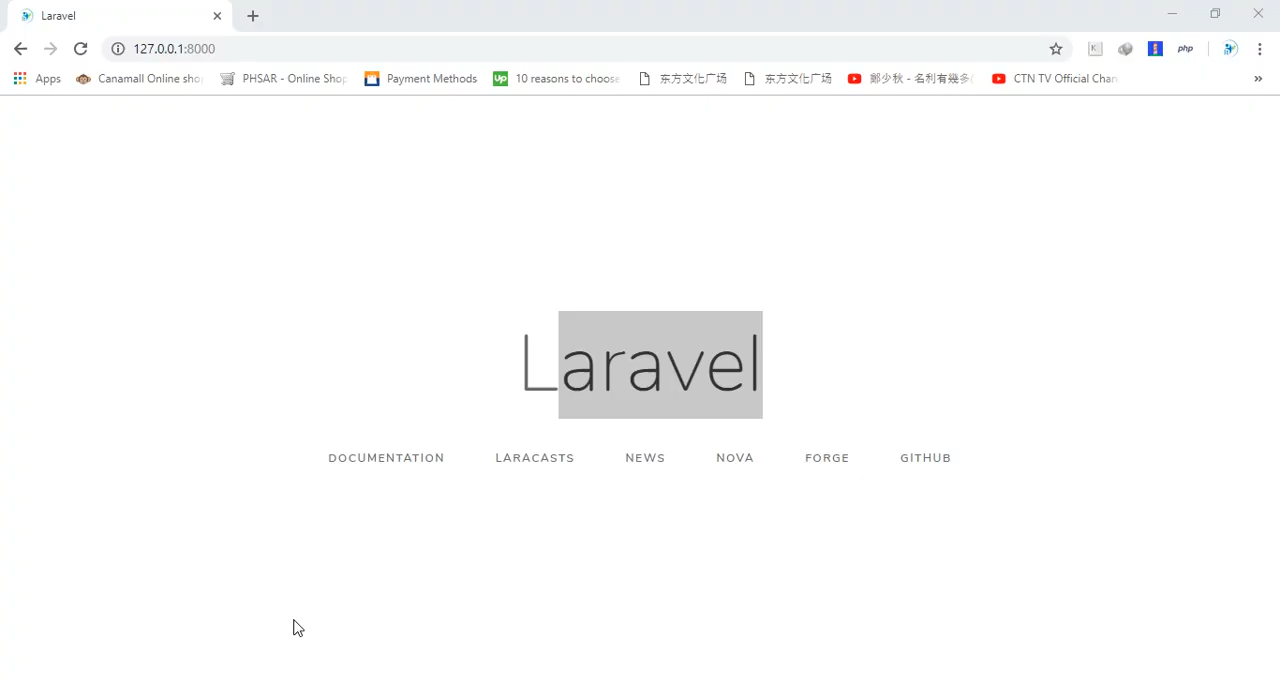 Laravel
127.0.0.1:8000
php
Apps Canamall Online sho PHSAR - Online Shop Payment Methods Up 10 reasons to choose 东方文化广场 东方文化广场 鄭少秋 - 名利有幾多 CTN TV Official Chan
Laravel
DOCUMENTATION LARACASTS NEWS NOVA FORGE GITHUB